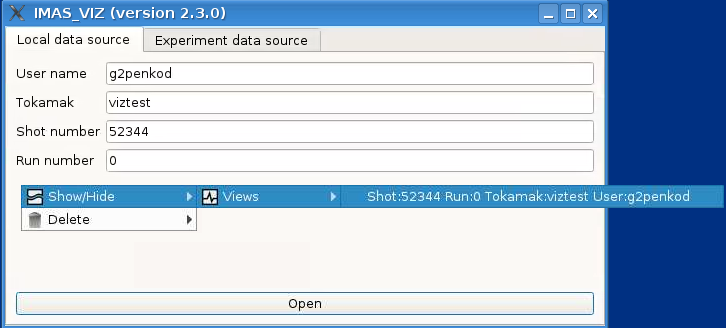 IMAS_VIZ (version 2.3.0)
Local data source Experiment data source
User name g2penkod
Tokamak viztest
Shot number 52344
Run number 0
Show/Hide Views Shot:52344 Run:0 Tokamak:viztest User:g2penkod
Delete
Open